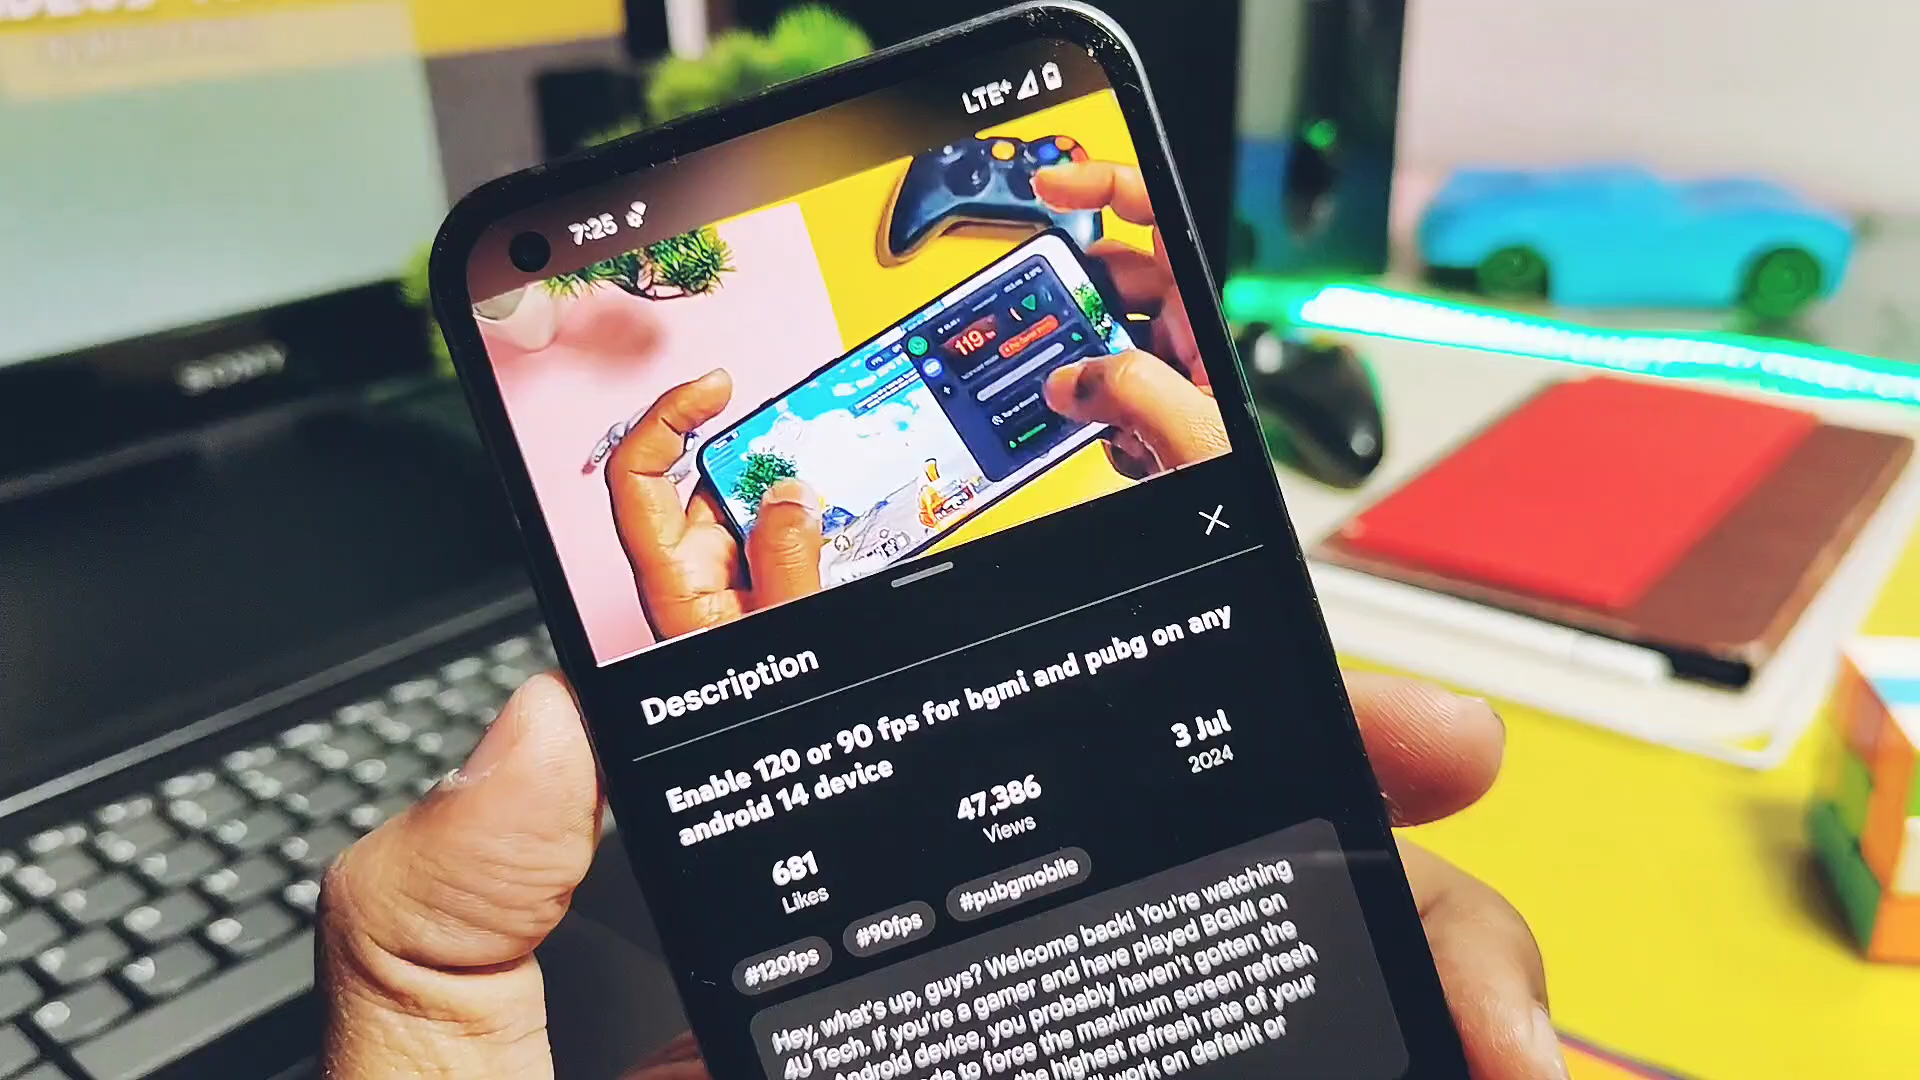 LTE+
7:25
SONY
119
Description
Enable 120 or 90 fps for bgmi and pubg on any
android 14 device
681
Likes
47,386
Views
3 Jul
2024
#120fps
#90fps
#pubgmobile
Hey, what's up, guys? Welcome back! You're watching
4U Tech. If you're a gamer and have played BGMI on
Android device, you probably haven't gotten the
to force the maximum screen refresh
the highest refresh rate of your
work on default or